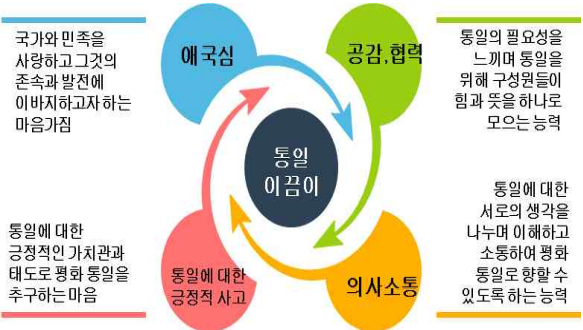 국가와 민족을
사랑하고 그것의
존속과 발전에
이바지하고자 하는
마음가짐
애국심
공감,협력
통일의 필요성을
느끼며 통일을
위해 구성원들이
힘과 뜻을 하나로
모으는 능력
통일
이끔이
통일에 대한
긍정적인 가치관과
태도로 평화 통일을
추구하는 마음
통일에 대한
긍정적 사고
의사소통
통일에 대한
서로의 생각을
나누며 이해하고
소통하여 평화
통일로 향할 수
있도록 하는 능력